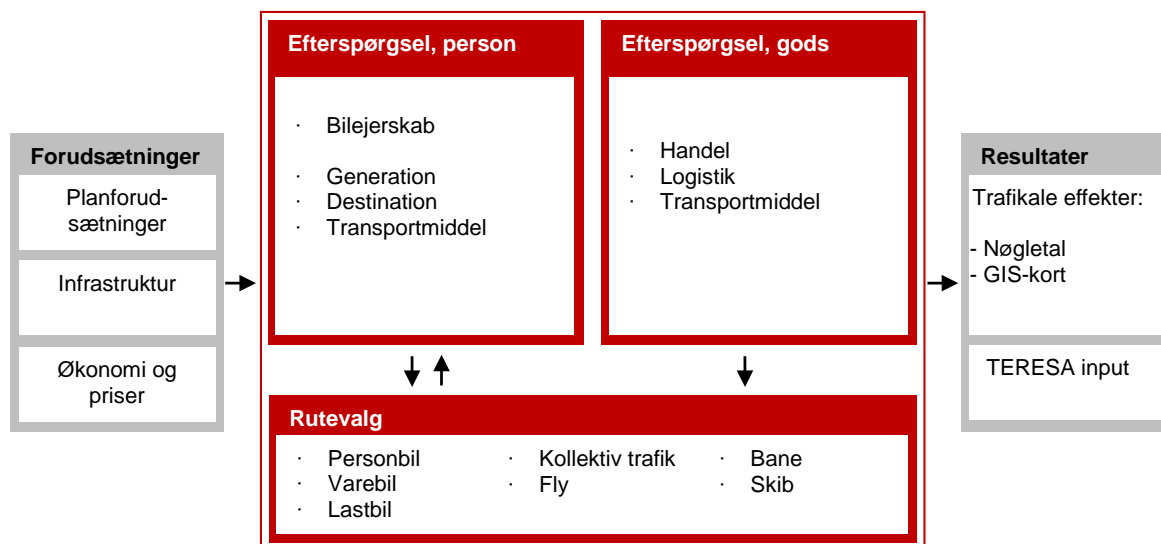 Forudsætninger
Planforud-
sætninger
Infrastruktur
Økonomi og
priser
Efterspørgsel, person
· Bilejerskab
· Generation
· Destination
· Transportmiddel
Efterspørgsel, gods
· Handel
· Logistik
· Transportmiddel
Rutevalg
· Personbil
· Varebil
· Lastbil
· Kollektiv trafik
· Fly
· Bane
· Skib
Resultater
Trafikale effekter:
- Nøgletal
- GIS-kort
TERESA input